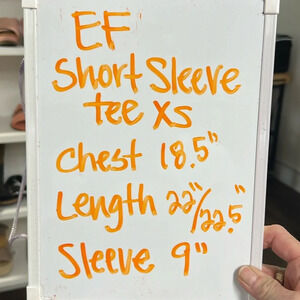 EF
Short Sleeve
tee xs
Chest 18.5"
Length 22"/22.5"
Sleeve 9"